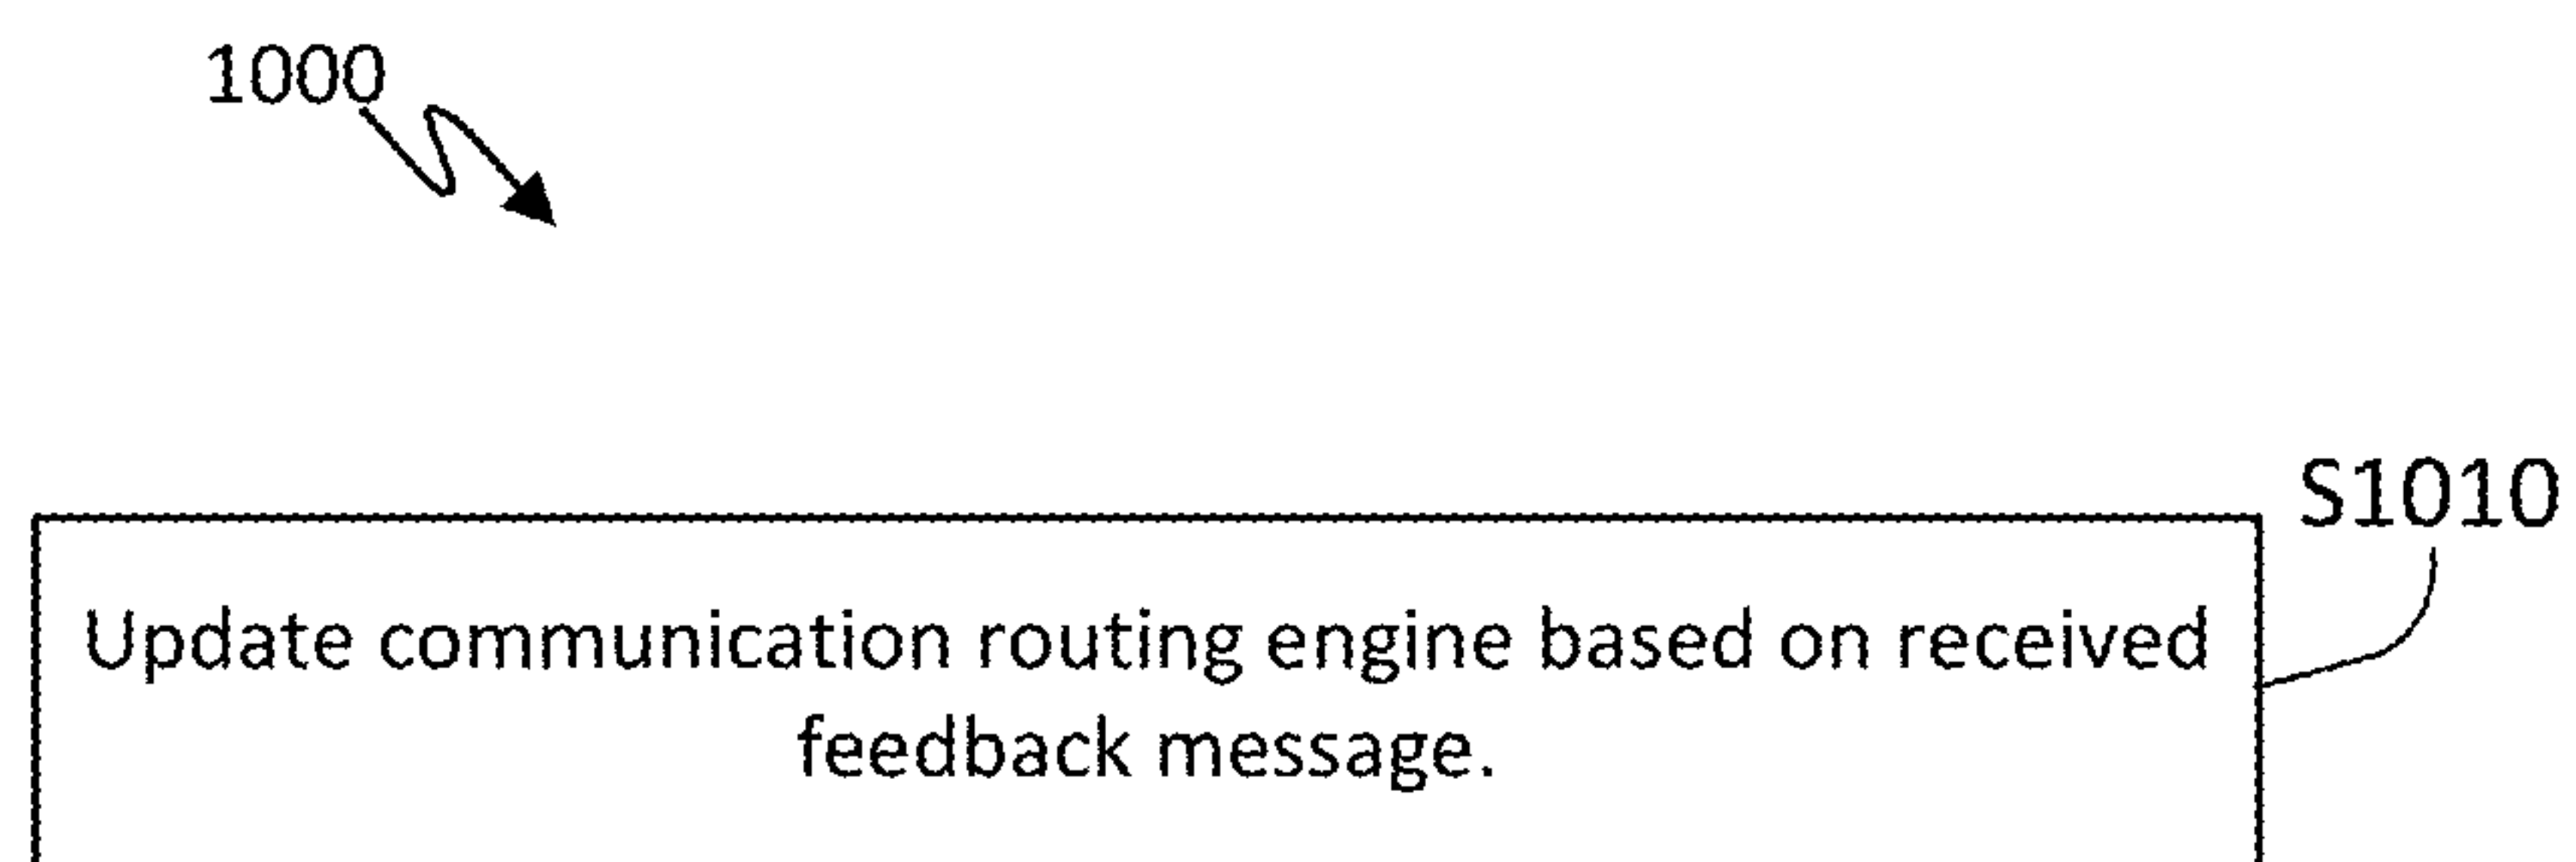 1000
S1010
Update communication routing engine based on received
feedback message.